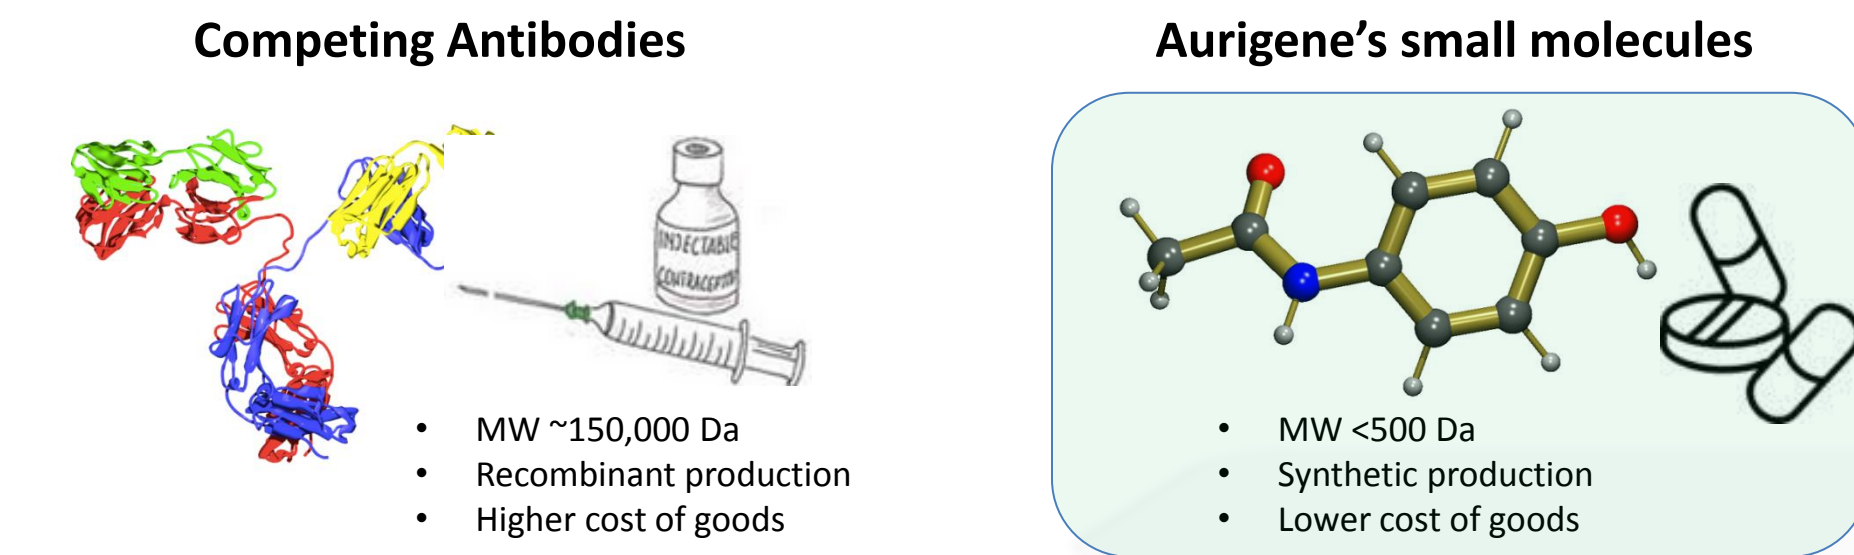 Competing Antibodies
Aurigene’s small molecules
INJECTABLE
• MW ~150,000 Da
• Recombinant production
• Higher cost of goods
• MW <500 Da
• Synthetic production
• Lower cost of goods